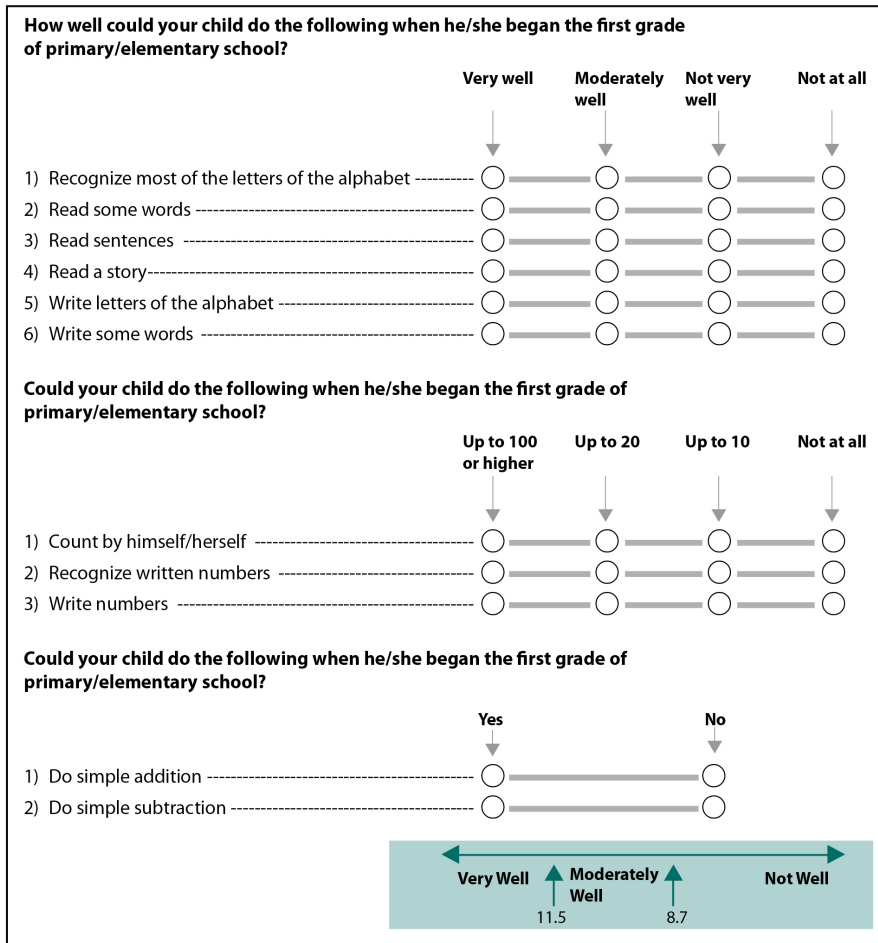 How well could your child do the following when he/she began the first grade
of primary/elementary school?
Very well Moderately well Not very well Not at all
1) Recognize most of the letters of the alphabet
2) Read some words
3) Read sentences
4) Read a story
5) Write letters of the alphabet
6) Write some words
Could your child do the following when he/she began the first grade of
primary/elementary school?
Up to 100 or higher Up to 20 Up to 10 Not at all
1) Count by himself/herself
2) Recognize written numbers
3) Write numbers
Could your child do the following when he/she began the first grade of
primary/elementary school?
Yes No
1) Do simple addition
2) Do simple subtraction
Very Well Moderately Well Not Well
11.5 8.7